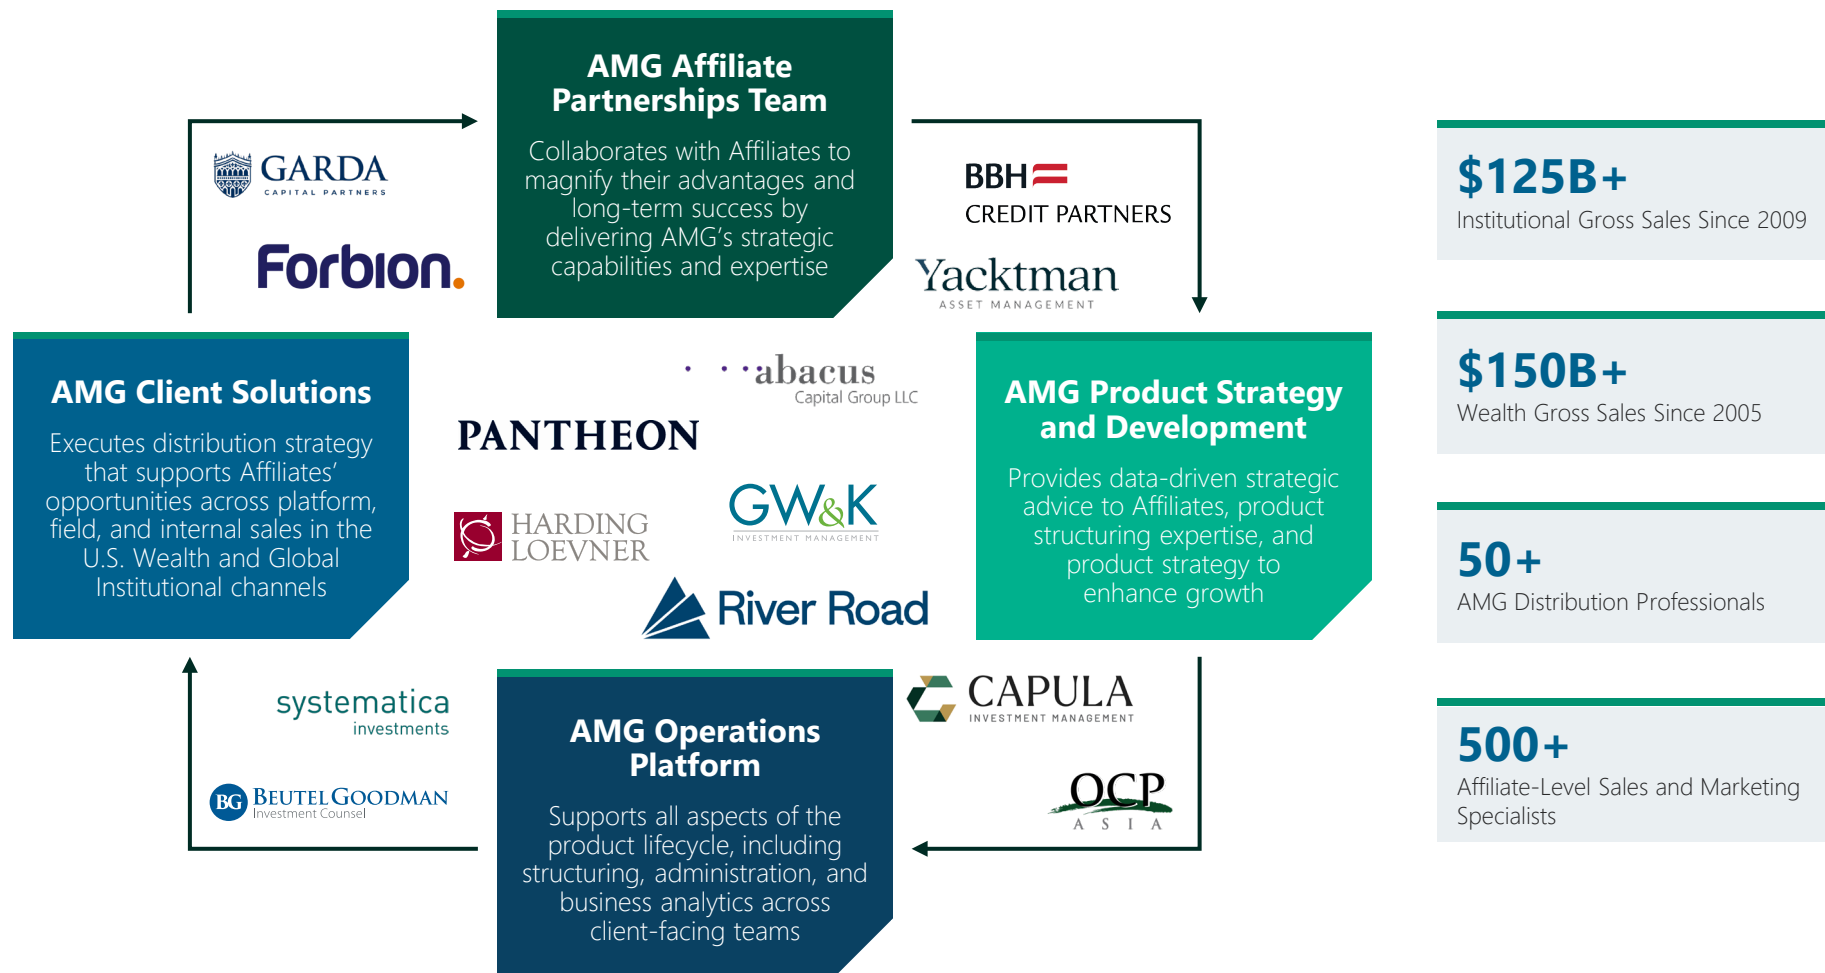 AMG Affiliate
Partnerships Team
Collaborates with Affiliates to
magnify their advantages and
long-term success by
delivering AMG’s strategic
capabilities and expertise
GARDA
CAPITAL PARTNERS
Forbion.
BBH
CREDIT PARTNERS
Yacktman
ASSET MANAGEMENT
AMG Client Solutions
Executes distribution strategy
that supports Affiliates’
opportunities across platform,
field, and internal sales in the
U.S. Wealth and Global
Institutional channels
abacus
Capital Group LLC
PANTHEON
HARDING
LOEVNER
GW&K
INVESTMENT MANAGEMENT
River Road
AMG Product Strategy
and Development
Provides data-driven strategic
advice to Affiliates, product
structuring expertise, and
product strategy to
enhance growth
systematica
investments
BG BEUTEL GOODMAN
Investment Counsel
AMG Operations
Platform
Supports all aspects of the
product lifecycle, including
structuring, administration, and
business analytics across
client-facing teams
CAPULA
INVESTMENT MANAGEMENT
OCP
ASIA
$125B+
Institutional Gross Sales Since 2009
$150B+
Wealth Gross Sales Since 2005
50+
AMG Distribution Professionals
500+
Affiliate-Level Sales and Marketing
Specialists